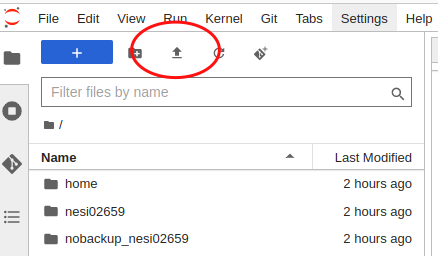 File Edit View Run Kernel Git Tabs Settings Help
Filter files by name
/
Name Last Modified
home 2 hours ago
nesi02659 2 hours ago
nobackup_nesi02659 2 hours ago